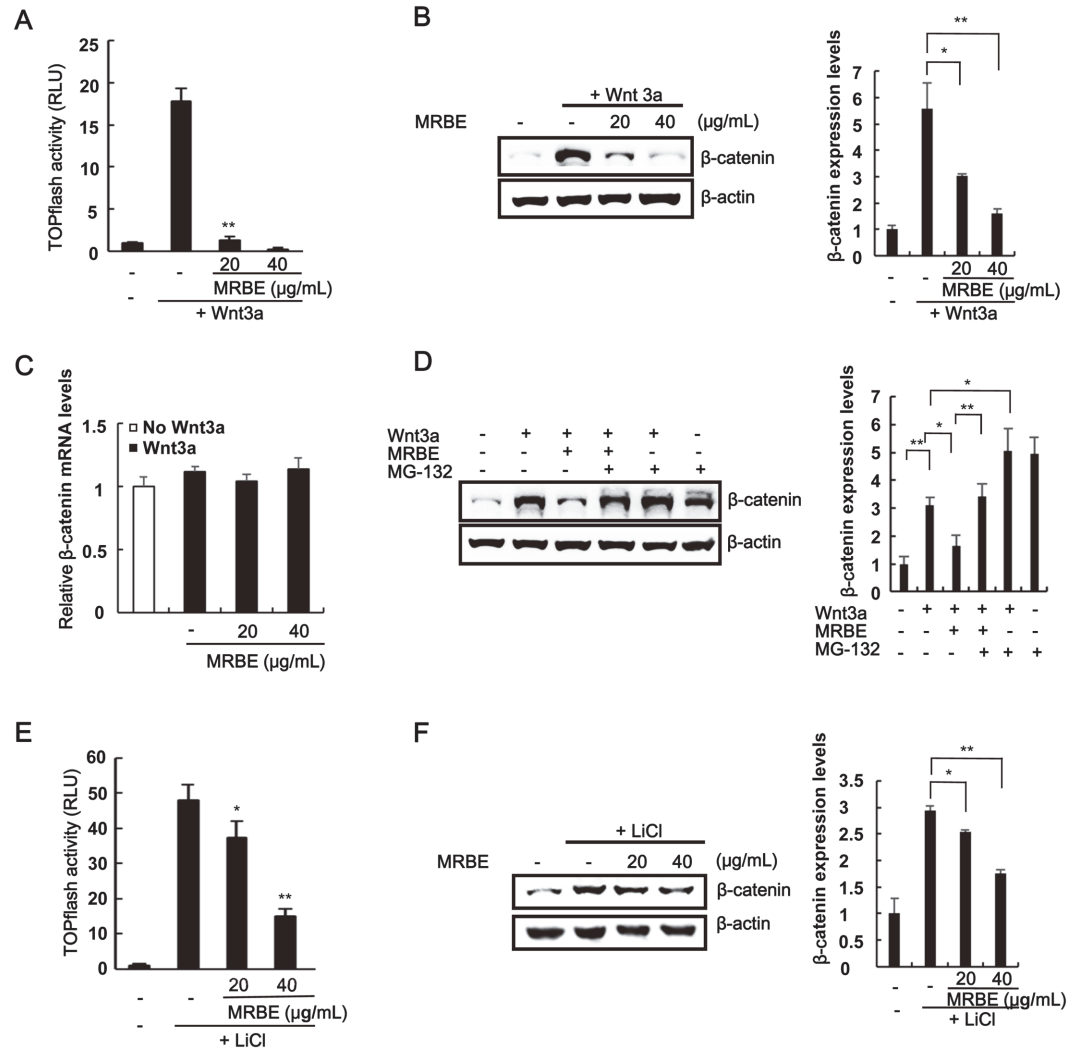 A
TOPflash activity (RLU)
25
20
15
10
5
0
**
- - 20 40
MRBE (µg/mL)
-
+ Wnt3a
B
+ Wnt 3a
MRBE - - 20 40 (µg/mL)
β-catenin
β-actin
β-catenin expression levels
7
6
5
4
3
2
1
0
**
*
- - 20 40
MRBE (µg/mL)
-
+ Wnt3a
C
Relative β-catenin mRNA levels
1.5
1
0.5
0
No Wnt3a
Wnt3a
- 20 40
MRBE (µg/mL)
D
Wnt3a - + + + + -
MRBE - - + + - -
MG-132 - - - + + +
β-catenin
β-actin
β-catenin expression levels
7
6
5
4
3
2
1
0
*
**
*
**
Wnt3a - + + + + -
MRBE - - + + - -
MG-132 - - - + + +
E
TOPflash activity (RLU)
60
50
40
30
20
10
0
*
**
- - 20 40
MRBE (µg/mL)
-
+ LiCl
F
+ LiCl
MRBE - - 20 40 (µg/mL)
β-catenin
β-actin
β-catenin expression levels
3.5
3
2.5
2
1.5
1
0.5
0
**
*
- - 20 40
MRBE (µg/mL)
-
+ LiCl